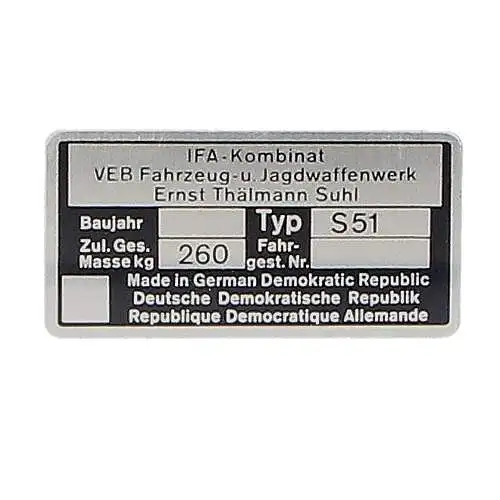 IFA-Kombinat
VEB Fahrzeug-u. Jagdwaffenwerk
Ernst Thälmann Suhl
Baujahr Typ S51
Zul. Ges. Masse kg 260 Fahr- gest. Nr.
Made in German Demokratic Republic
Deutsche Demokratische Republik
Republique Democratique Allemande